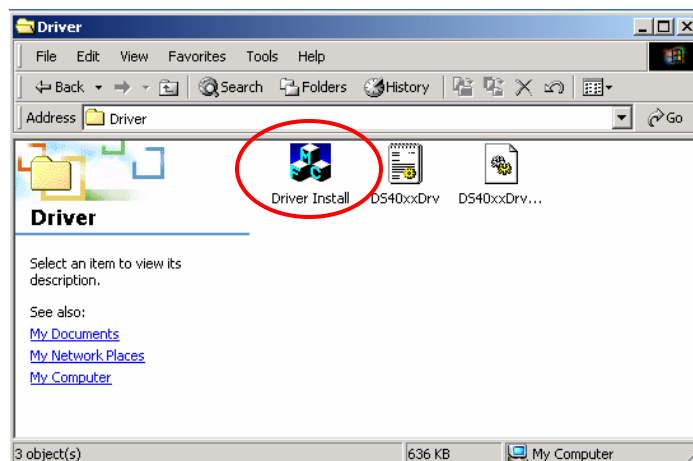 Driver
File Edit View Favorites Tools Help
Back Search Folders History
Address Driver Go
M
F C
Driver Install DS40xxDrv DS40xxDrv...
Driver
Select an item to view its
description.
See also:
My Documents
My Network Places
My Computer
3 object(s) 636 KB My Computer